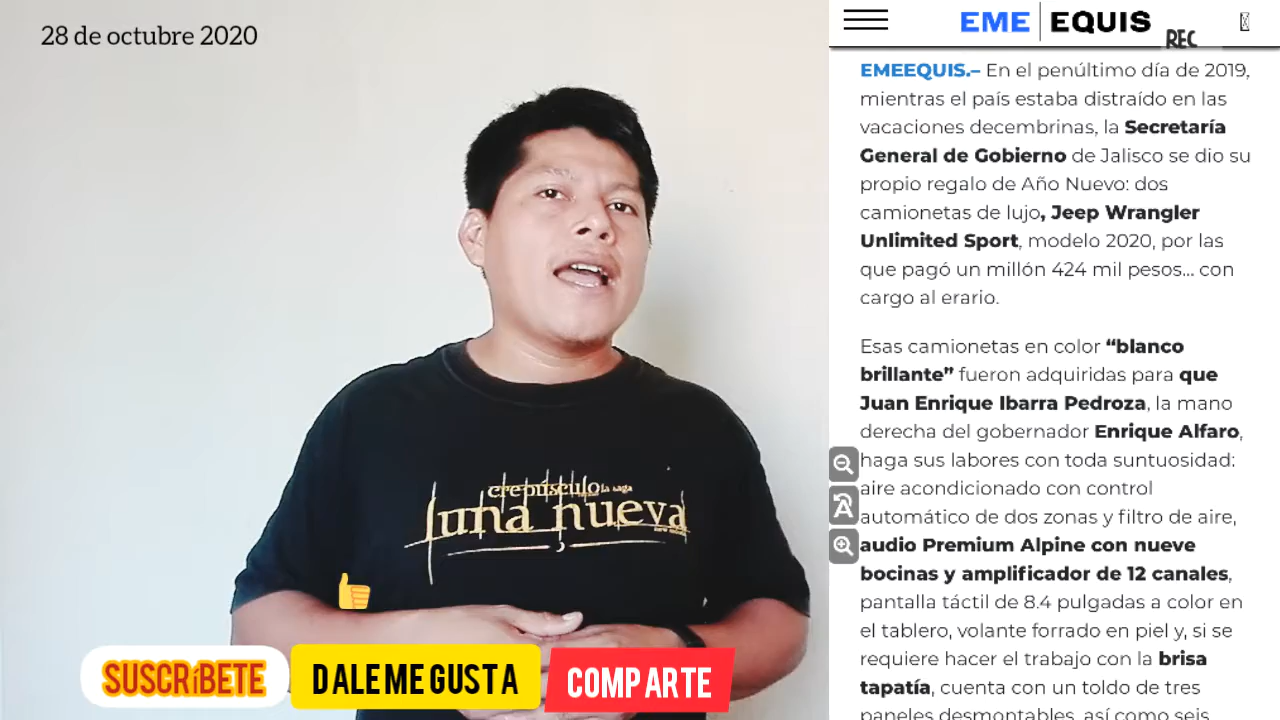 28 de octubre 2020
EME EQUIS
REC
EMEEQUIS.– En el penúltimo día de 2019,
mientras el país estaba distraído en las
vacaciones decembrinas, la Secretaría
General de Gobierno de Jalisco se dio su
propio regalo de Año Nuevo: dos
camionetas de lujo, Jeep Wrangler
Unlimited Sport, modelo 2020, por las
que pagó un millón 424 mil pesos... con
cargo al erario.
Esas camionetas en color “blanco
brillante” fueron adquiridas para que
Juan Enrique Ibarra Pedroza, la mano
derecha del gobernador Enrique Alfaro,
haga sus labores con toda suntuosidad:
aire acondicionado con control
automático de dos zonas y filtro de aire,
audio Premium Alpine con nueve
bocinas y amplificador de 12 canales,
pantalla táctil de 8.4 pulgadas a color en
el tablero, volante forrado en piel y, si se
requiere hacer el trabajo con la brisa
tapatía, cuenta con un toldo de tres
paneles desmontables, así como seis
A
crepúsculo la saga
luna nueva
SUSCRíBETE
DALE ME GUSTA
COMPARTE